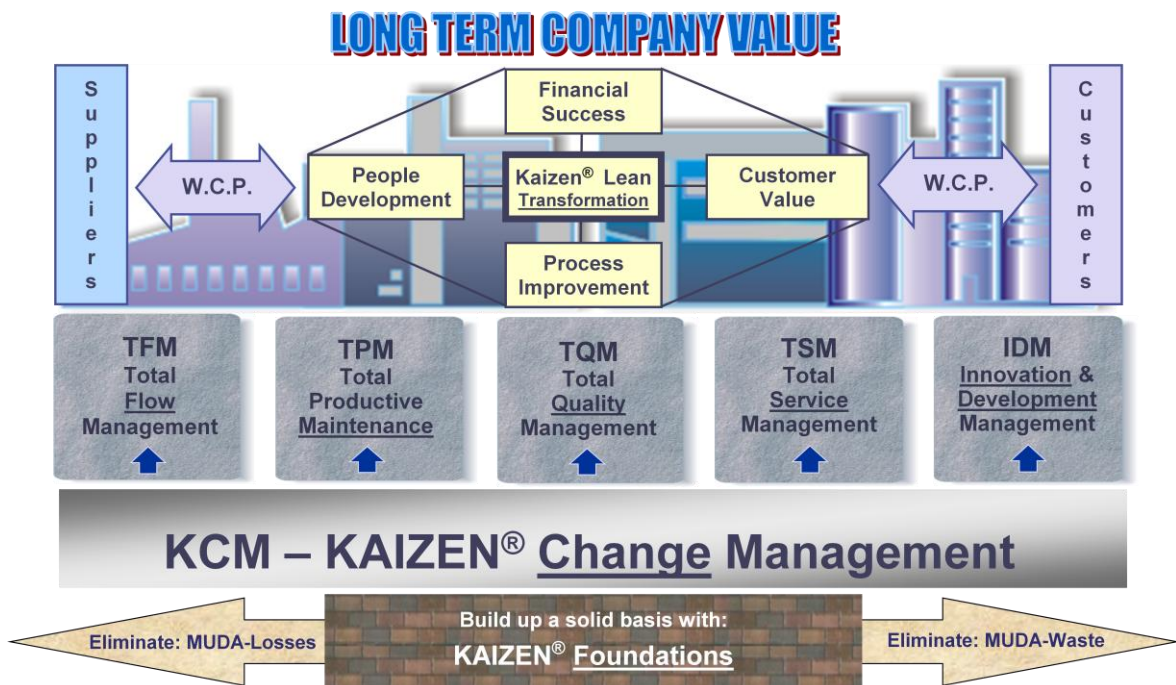 LONG TERM COMPANY VALUE
Suppliers
W.C.P.
Financial
Success
People
Development
Kaizen® Lean
Transformation
Customer
Value
Process
Improvement
W.C.P.
Customers
TFM
Total
Flow
Management
TPM
Total
Productive
Maintenance
TQM
Total
Quality
Management
TSM
Total
Service
Management
IDM
Innovation &
Development
Management
KCM – KAIZEN® Change Management
Eliminate: MUDA-Losses
Build up a solid basis with:
KAIZEN® Foundations
Eliminate: MUDA-Waste